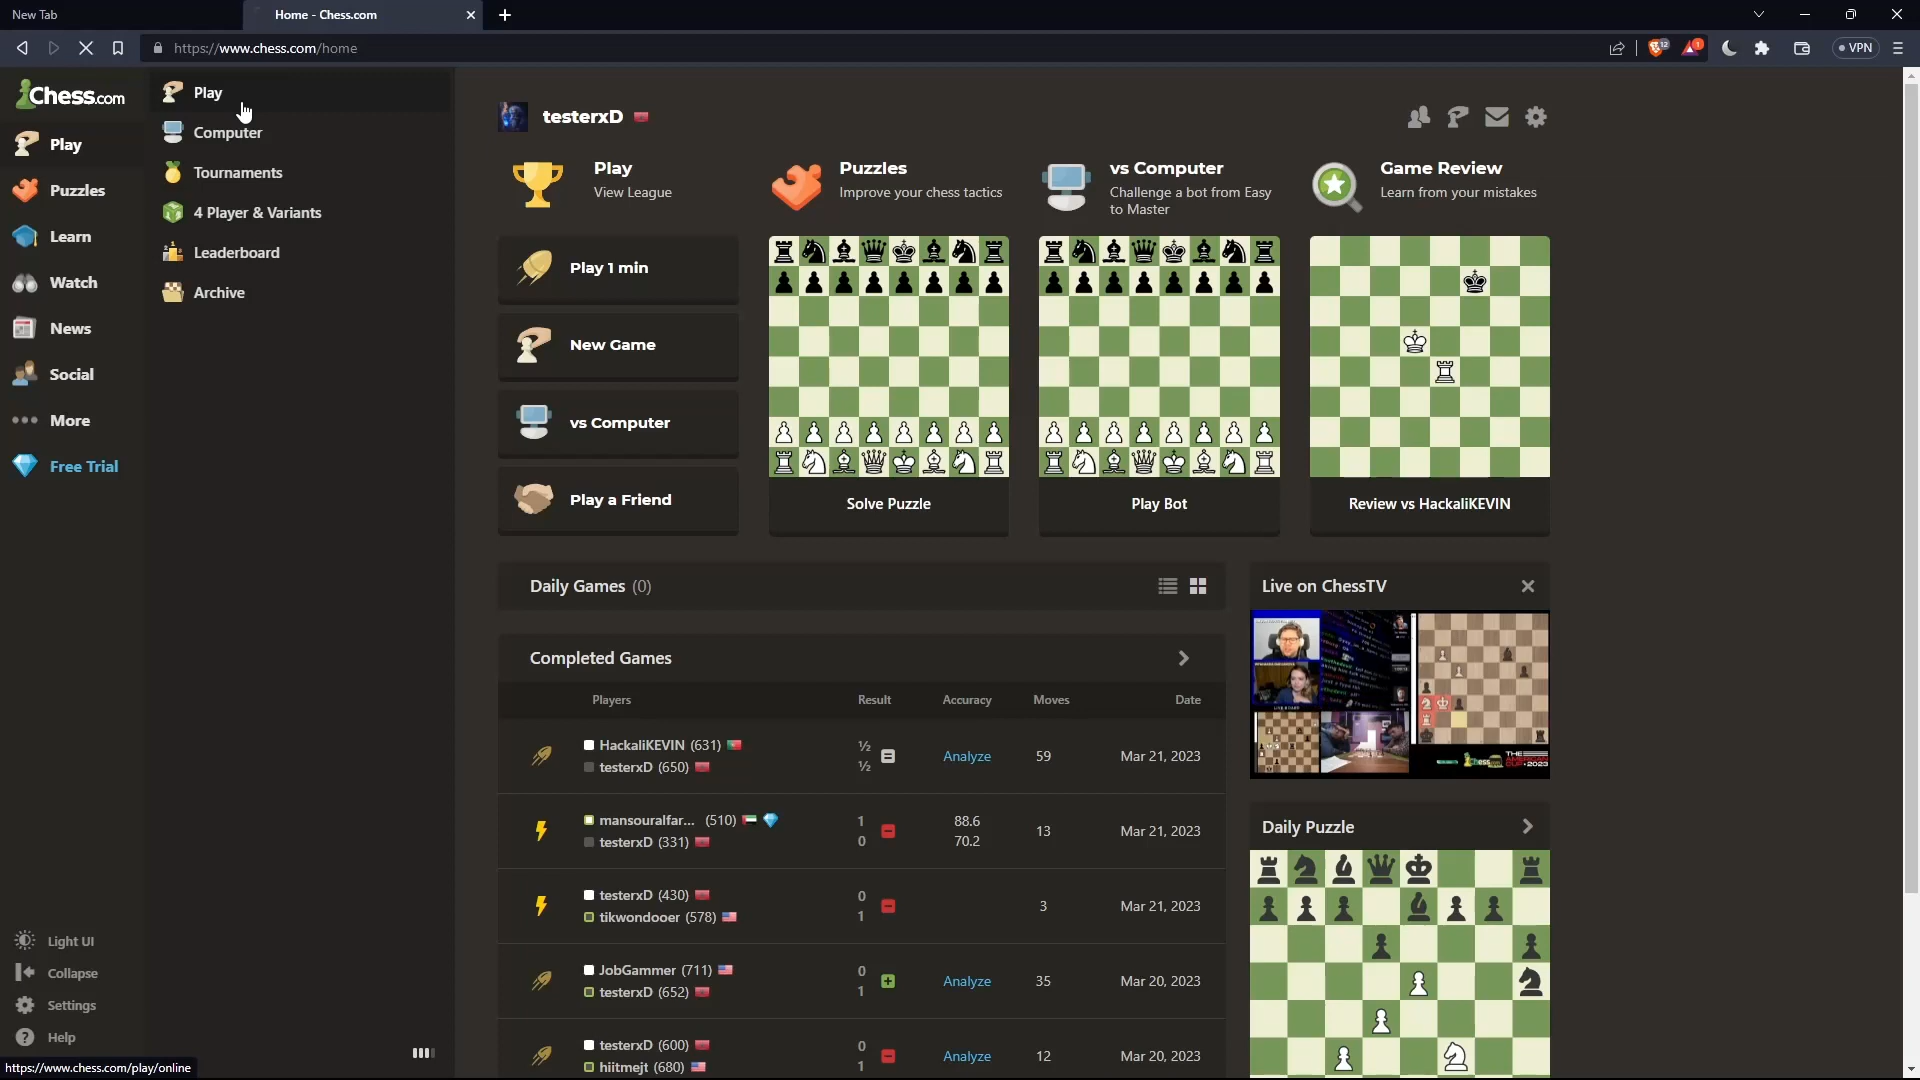 New Tab
Home - Chess.com
https://www.chess.com/home
12
1
VPN
Chess.com
Play
Puzzles
Learn
Watch
News
Social
More
Free Trial
Light UI
Collapse
Settings
Help
Play
Computer
Tournaments
4 Player & Variants
Leaderboard
Archive
testerxD
Play
View League
Play 1 min
New Game
vs Computer
Play a Friend
Puzzles
Improve your chess tactics
Solve Puzzle
vs Computer
Challenge a bot from Easy
to Master
Play Bot
Game Review
Learn from your mistakes
Review vs HackaliKEVIN
Daily Games (0)
Completed Games
Players Result Accuracy Moves Date
HackaliKEVIN (631) ½ Analyze 59 Mar 21, 2023
testerxD (650) ½
mansouralfar... (510) 1 88.6 13 Mar 21, 2023
testerxD (331) 0 70.2
testerxD (430) 0 3 Mar 21, 2023
tikwondooer (578) 1
JobGammer (711) 0 Analyze 35 Mar 20, 2023
testerxD (652) 1
testerxD (600) 0 Analyze 12 Mar 20, 2023
hiitmejt (680) 1
Live on ChessTV
Chess.com
THE
AMERICAN
CUP 2023
Daily Puzzle
https://www.chess.com/play/online